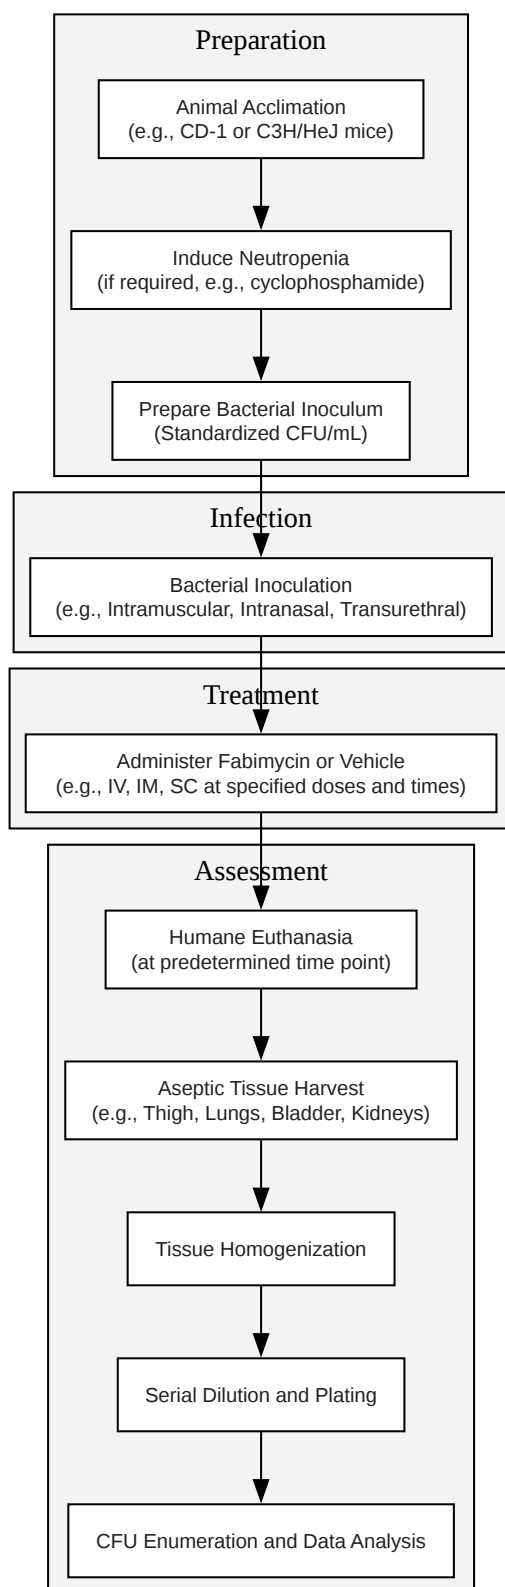 Preparation
Animal Acclimation
(e.g., CD-1 or C3H/HeJ mice)
Induce Neutropenia
(if required, e.g., cyclophosphamide)
Prepare Bacterial Inoculum
(Standardized CFU/mL)
Infection
Bacterial Inoculation
(e.g., Intramuscular, Intranasal, Transurethral)
Treatment
Administer Fabimycin or Vehicle
(e.g., IV, IM, SC at specified doses and times)
Assessment
Humane Euthanasia
(at predetermined time point)
Aseptic Tissue Harvest
(e.g., Thigh, Lungs, Bladder, Kidneys)
Tissue Homogenization
Serial Dilution and Plating
CFU Enumeration and Data Analysis